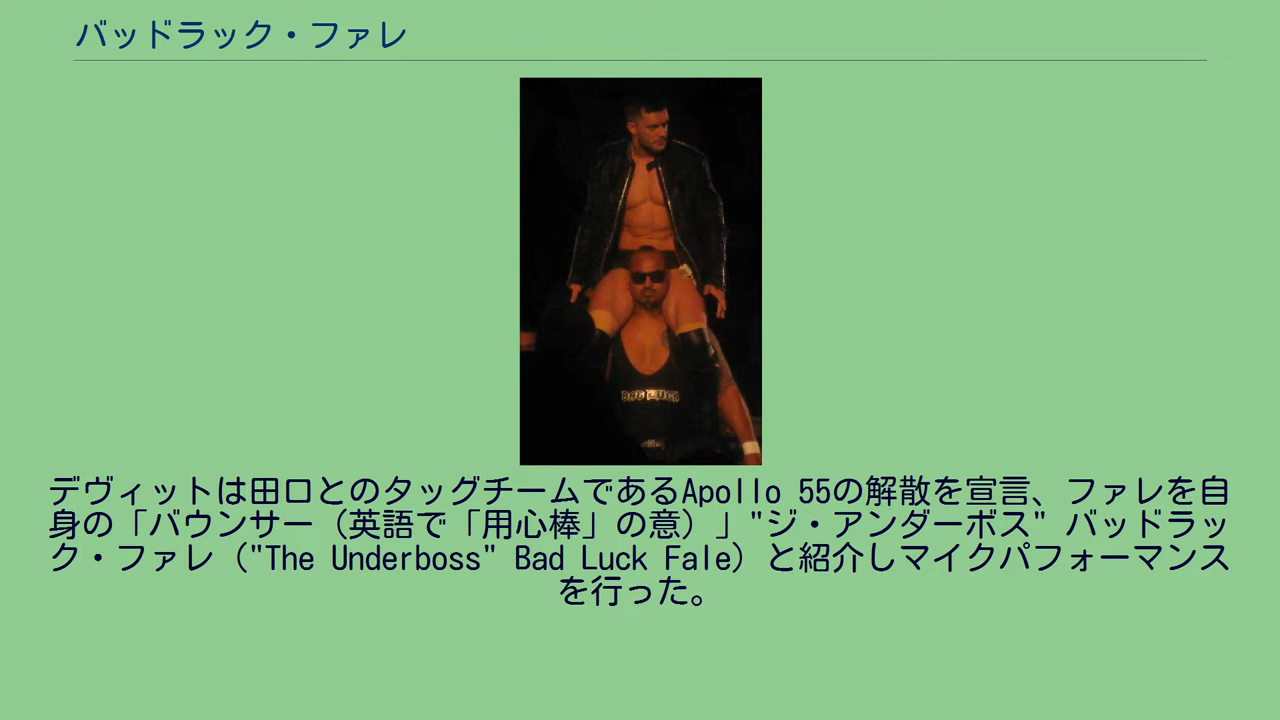 バッドラック・ファレ
BAD LUCK
デヴィットは田口とのタッグチームであるApollo 55の解散を宣言、ファレを自
身の「バウンサー（英語で「用心棒」の意）」"ジ・アンダーボス" バッドラッ
ク・ファレ（"The Underboss" Bad Luck Fale）と紹介しマイクパフォーマンス
を行った。